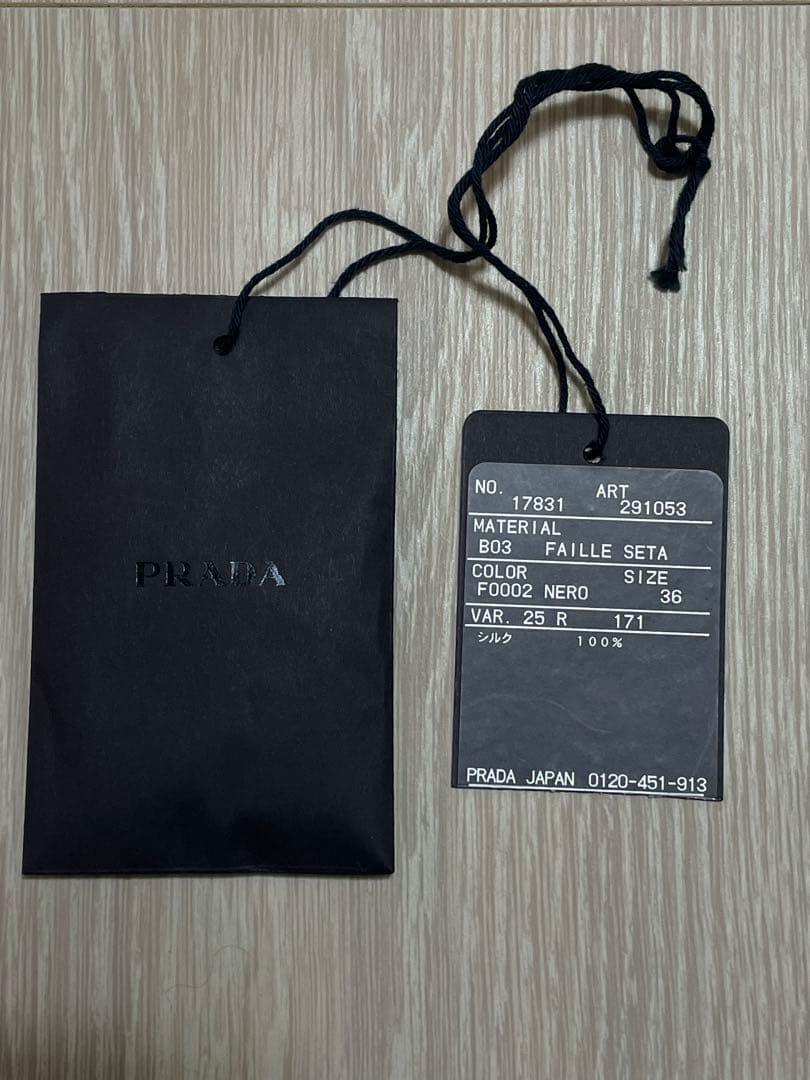 PRADA
NO. ART
17831 291053
MATERIAL
B03 FAILLE SETA
COLOR SIZE
F0002 NERO 36
VAR. 25 R 171
シルク 100%
PRADA JAPAN 0120-451-913